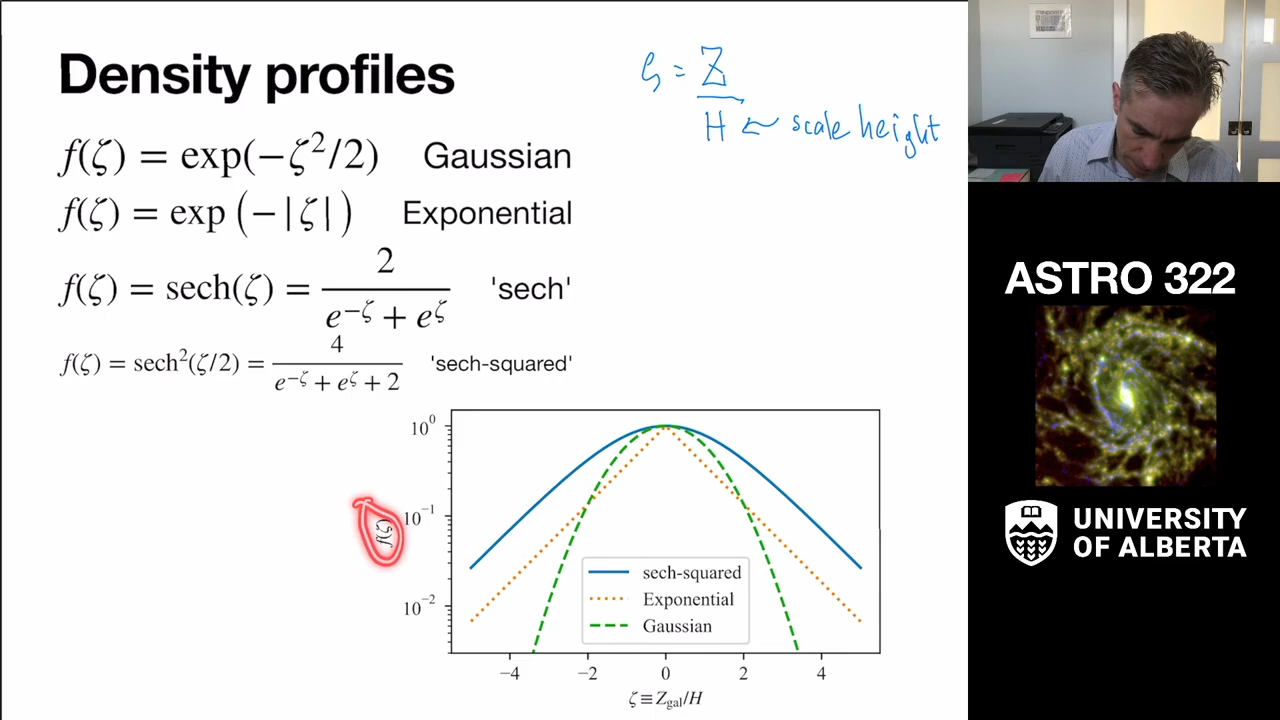 Density profiles
ζ = Z
H ← scale height
f(ζ) = exp(−ζ²/2) Gaussian
f(ζ) = exp (−|ζ|) Exponential
f(ζ) = sech(ζ) = 2 / (e^−ζ + e^ζ) 'sech'
f(ζ) = sech²(ζ/2) = 4 / (e^−ζ + e^ζ + 2) 'sech-squared'
10⁰
10⁻¹
10⁻²
f(ζ)
sech-squared
Exponential
Gaussian
−4 −2 0 2 4
ζ ≡ Z_gal/H
ASTRO 322
UNIVERSITY
OF ALBERTA